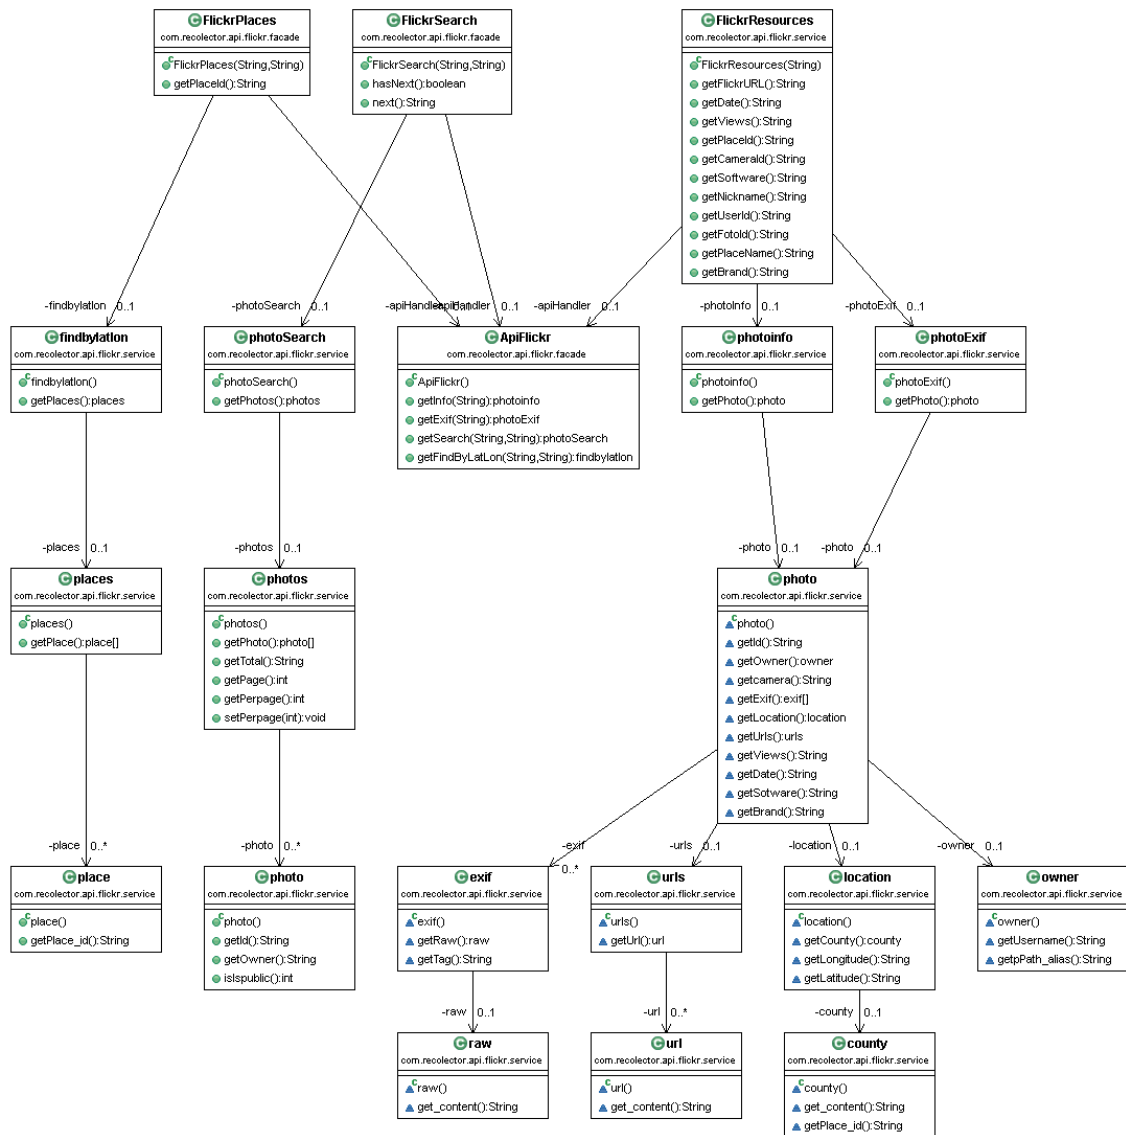 FlickrPlaces
com.recolector.api.flickr.facade
FlickrPlaces(String,String)
getPlaceId():String
FlickrSearch
com.recolector.api.flickr.facade
FlickrSearch(String,String)
hasNext():boolean
next():String
FlickrResources
com.recolector.api.flickr.service
FlickrResources(String)
getFlickrURL():String
getDate():String
getViews():String
getPlaceId():String
getCameraId():String
getSoftware():String
getNickname():String
getUserId():String
getFotoId():String
getPlaceName():String
getBrand():String
-findbylatlon 0..1
-photoSearch 0..1
-apiHandler 0..1
-apiHandler 0..1
-apiHandler 0..1
-photoInfo 0..1
-photoExif 0..1
findbylatlon
com.recolector.api.flickr.service
findbylatlon()
getPlaces():places
photoSearch
com.recolector.api.flickr.service
photoSearch()
getPhotos():photos
ApiFlickr
com.recolector.api.flickr.facade
ApiFlickr()
getInfo(String):photoinfo
getExif(String):photoExif
getSearch(String,String):photoSearch
getFindByLatLon(String,String):findbylatlon
photoinfo
com.recolector.api.flickr.service
photoinfo()
getPhoto():photo
photoExif
com.recolector.api.flickr.service
photoExif()
getPhoto():photo
-places 0..1
-photos 0..1
-photo 0..1
-photo 0..1
places
com.recolector.api.flickr.service
places()
getPlace():place[]
photos
com.recolector.api.flickr.service
photos()
getPhoto():photo[]
getTotal():String
getPage():int
getPerpage():int
setPerpage(int):void
photo
com.recolector.api.flickr.service
photo()
getId():String
getOwner():owner
getcamera():String
getExif():exif[]
getLocation():location
getUrls():urls
getViews():String
getDate():String
getSotware():String
getBrand():String
-place 0..*
-photo 0..*
-exif 0..*
-urls 0..1
-location 0..1
-owner 0..1
place
com.recolector.api.flickr.service
place()
getPlace_id():String
photo
com.recolector.api.flickr.service
photo()
getId():String
getOwner():String
isIspublic():int
exif
com.recolector.api.flickr.service
exif()
getRaw():raw
getTag():String
urls
com.recolector.api.flickr.service
urls()
getUrl():url
location
com.recolector.api.flickr.service
location()
getCounty():county
getLongitude():String
getLatitude():String
owner
com.recolector.api.flickr.service
owner()
getUsername():String
getpPath_alias():String
-raw 0..1
-url 0..*
-county 0..1
raw
com.recolector.api.flickr.service
raw()
get_content():String
url
com.recolector.api.flickr.service
url()
get_content():String
county
com.recolector.api.flickr.service
county()
get_content():String
getPlace_id():String